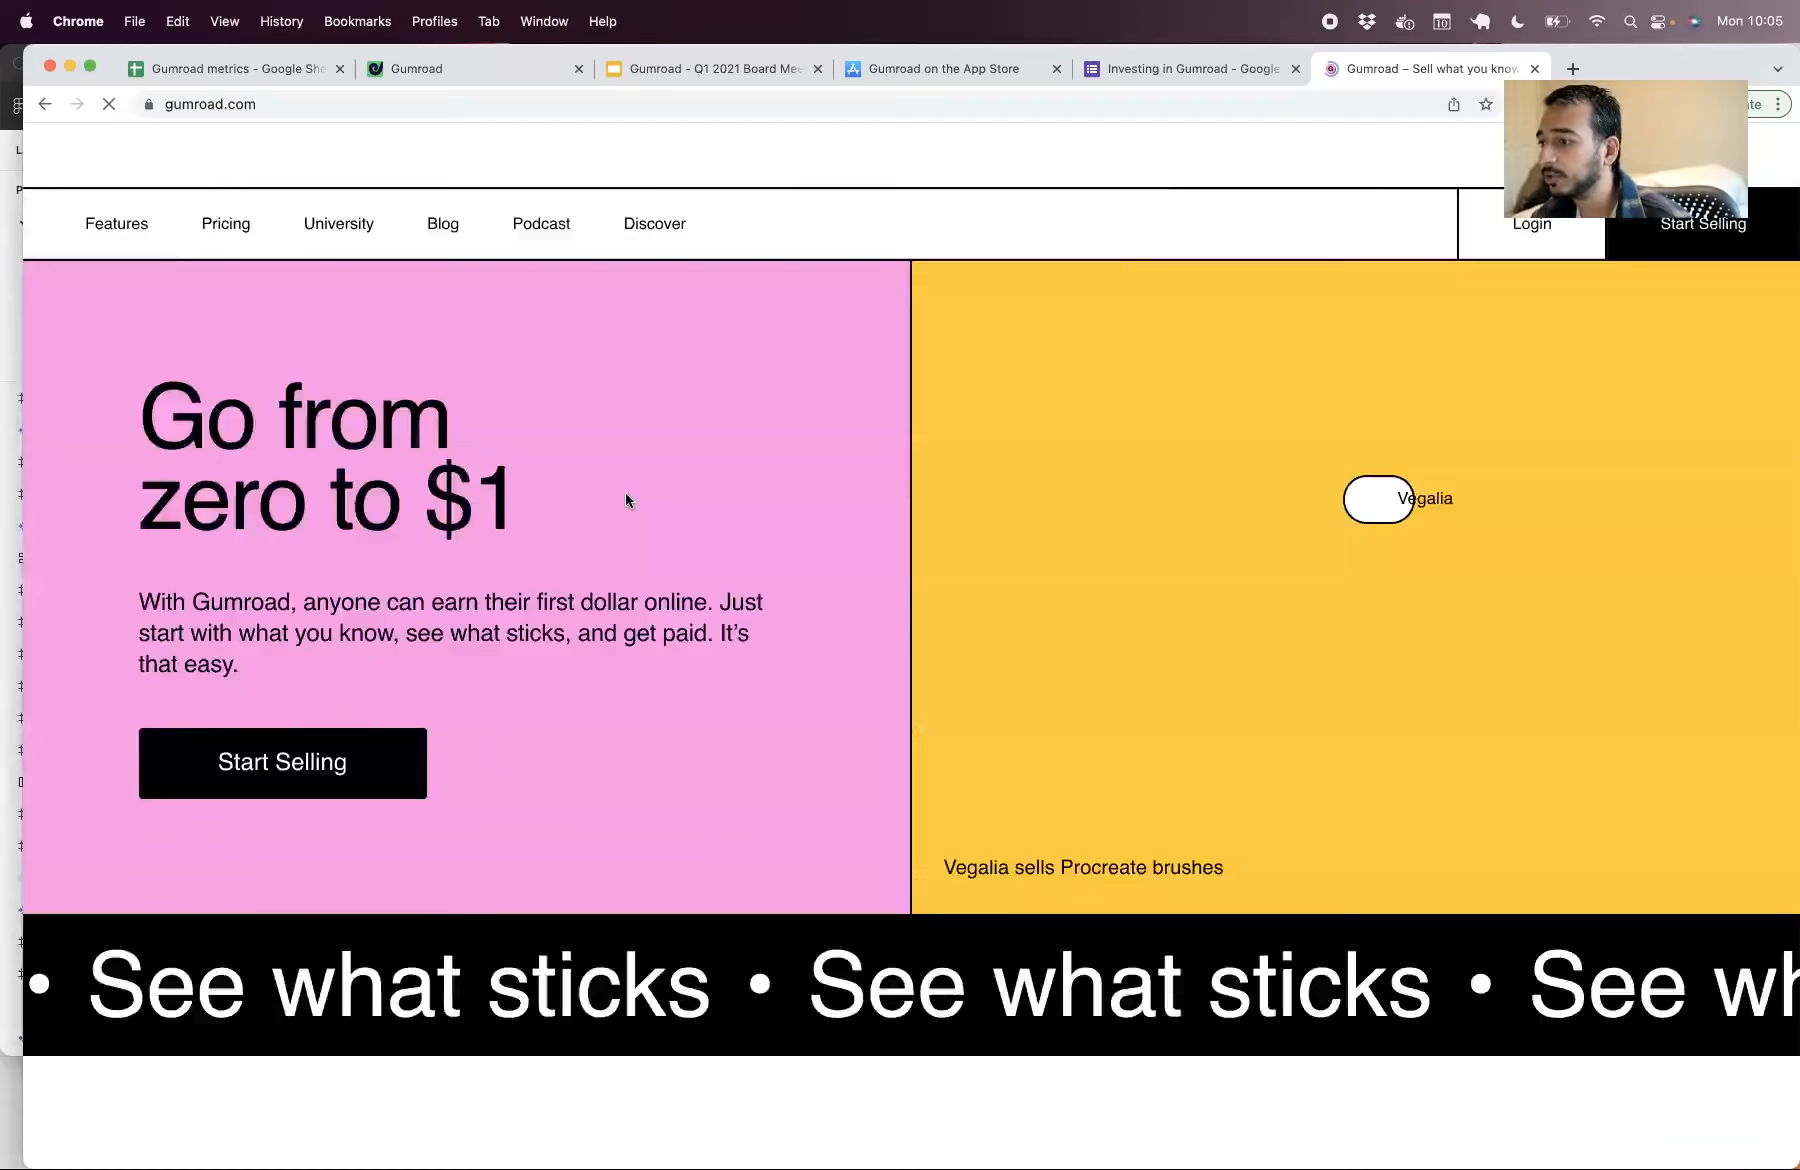 Chrome File Edit View History Bookmarks Profiles Tab Window Help
10
Mon 10:05
Gumroad metrics - Google She
Gumroad
Gumroad - Q1 2021 Board Mee
Gumroad on the App Store
Investing in Gumroad - Google
Gumroad – Sell what you know
gumroad.com
Features
Pricing
University
Blog
Podcast
Discover
Login
Start Selling
Go from
zero to $1
With Gumroad, anyone can earn their first dollar online. Just
start with what you know, see what sticks, and get paid. It’s
that easy.
Start Selling
Vegalia
Vegalia sells Procreate brushes
• See what sticks • See what sticks • See wh